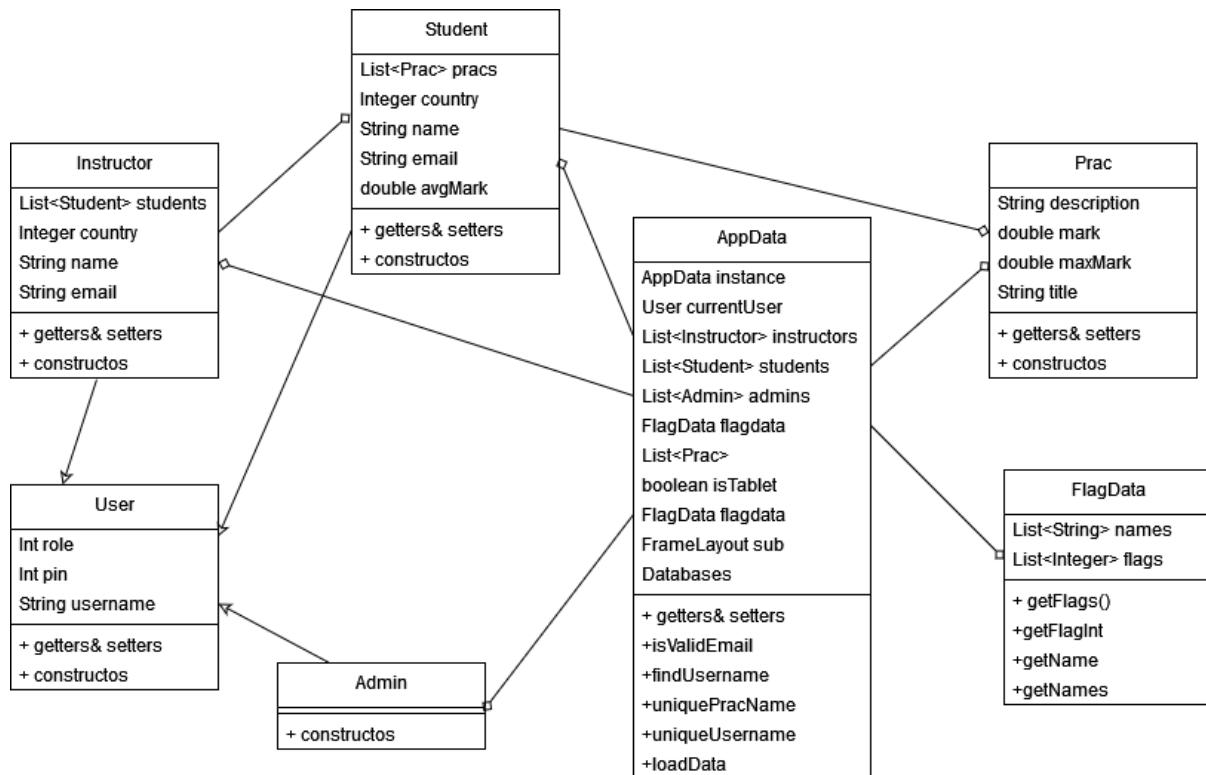 Student
List<Prac> pracs
Integer country
String name
String email
double avgMark
+ getters& setters
+ constructos
Instructor
List<Student> students
Integer country
String name
String email
+ getters& setters
+ constructos
Prac
String description
double mark
double maxMark
String title
+ getters& setters
+ constructos
AppData
AppData instance
User currentUser
List<Instructor> instructors
List<Student> students
List<Admin> admins
FlagData flagdata
List<Prac>
boolean isTablet
FlagData flagdata
FrameLayout sub
Databases
+ getters& setters
+isValidEmail
+findUsername
+uniquePracName
+uniqueUsername
+loadData
User
Int role
Int pin
String username
+ getters& setters
+ constructos
FlagData
List<String> names
List<Integer> flags
+ getFlags()
+getFlagInt
+getName
+getNames
Admin
+ constructos